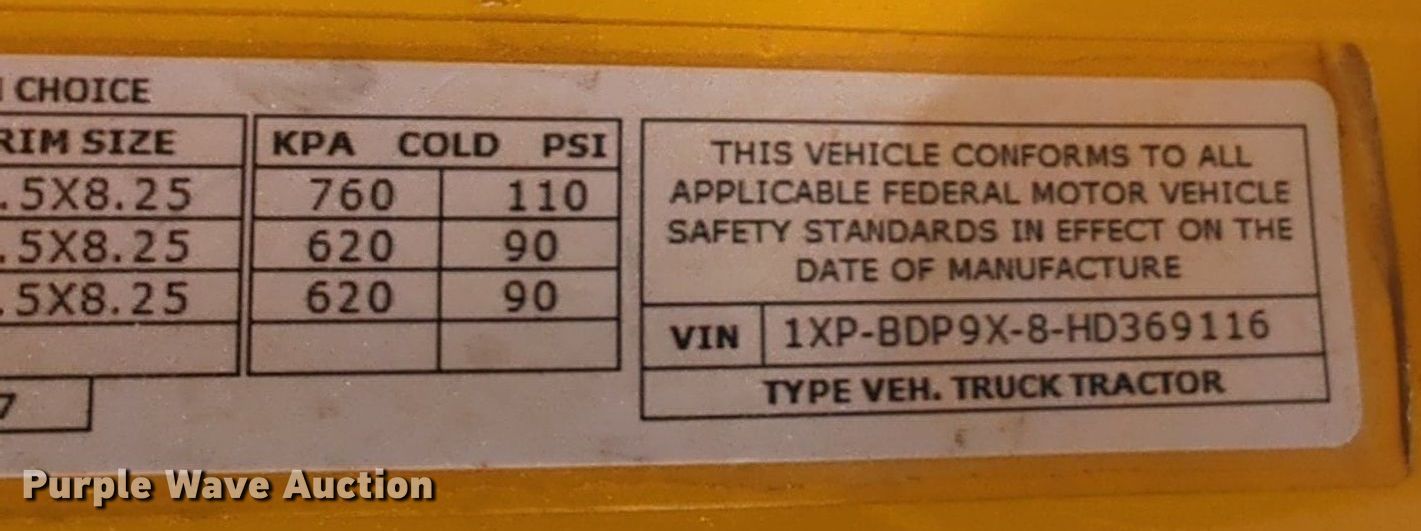 CHOICE
RIM SIZE KPA COLD PSI
.5X8.25 760 110
.5X8.25 620 90
.5X8.25 620 90
7
THIS VEHICLE CONFORMS TO ALL
APPLICABLE FEDERAL MOTOR VEHICLE
SAFETY STANDARDS IN EFFECT ON THE
DATE OF MANUFACTURE
VIN 1XP-BDP9X-8-HD369116
TYPE VEH. TRUCK TRACTOR
Purple Wave Auction